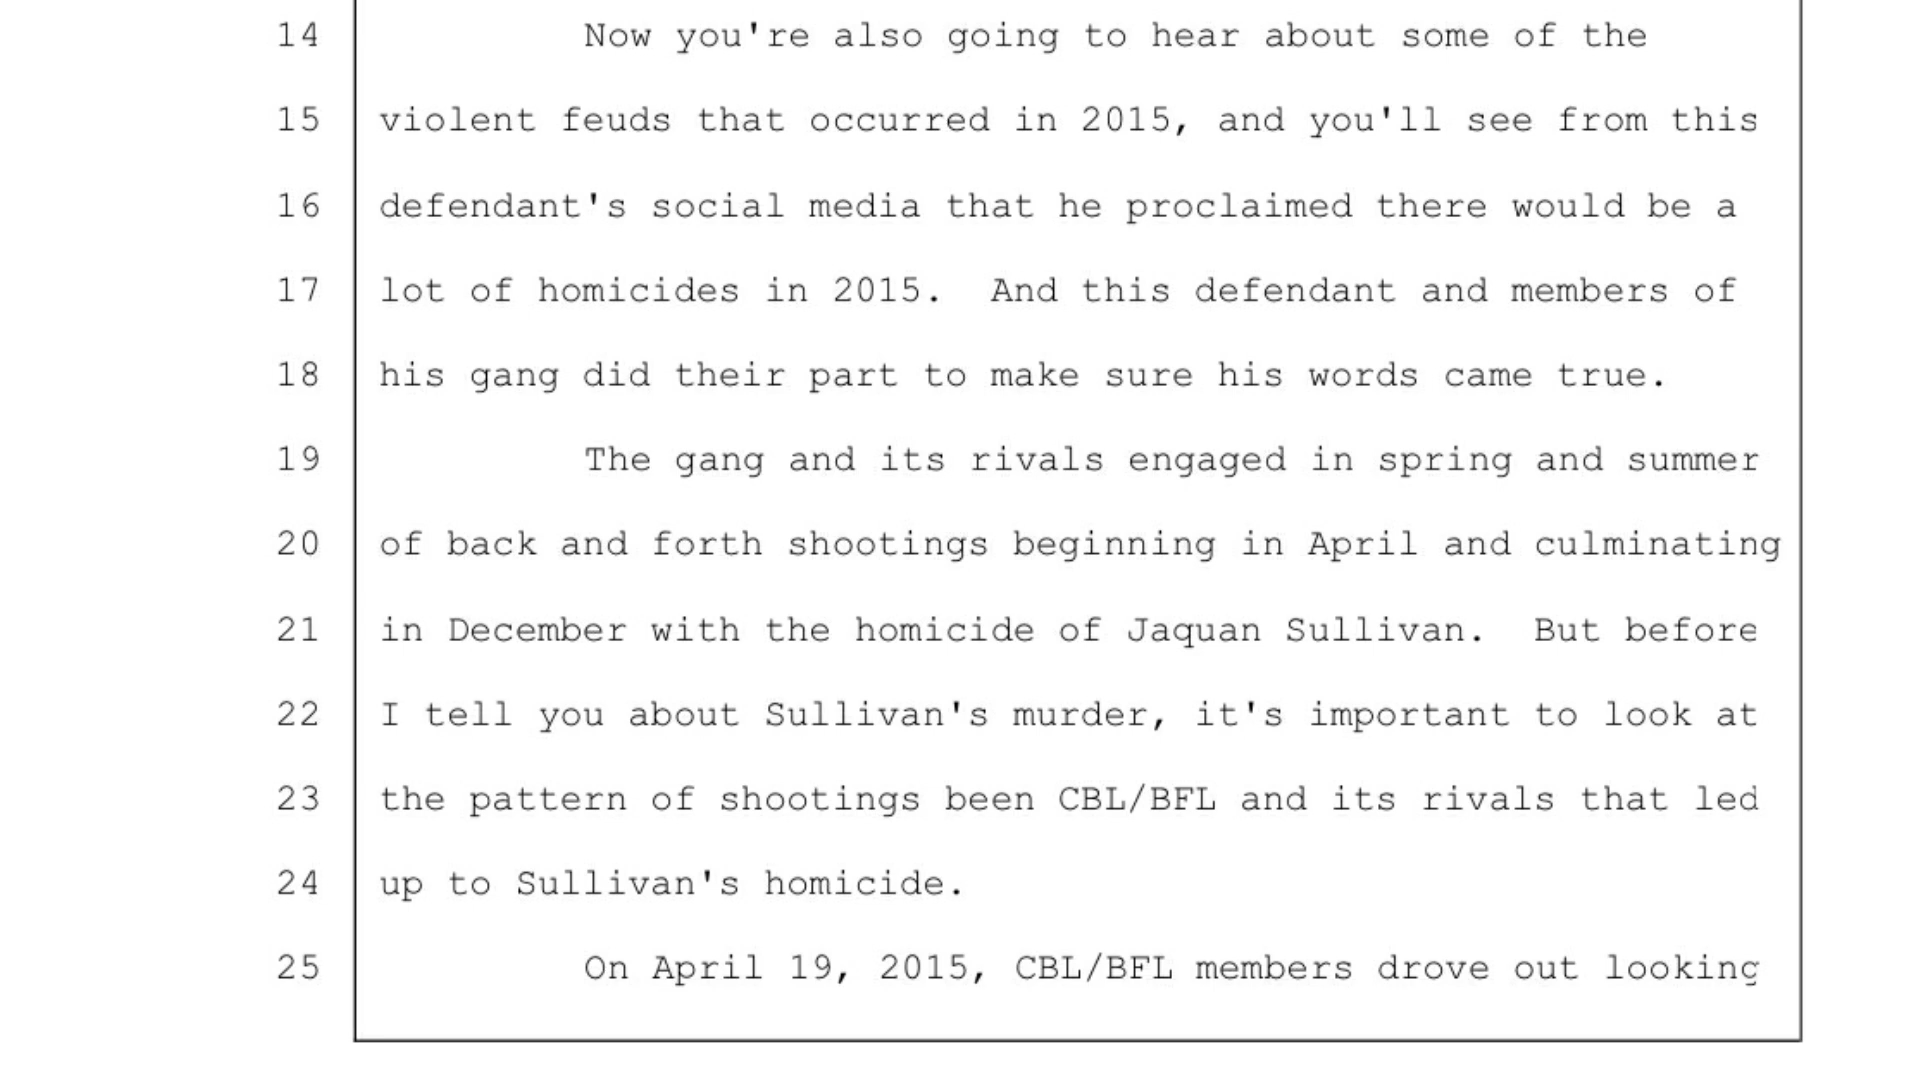 14 Now you're also going to hear about some of the
15 violent feuds that occurred in 2015, and you'll see from this
16 defendant's social media that he proclaimed there would be a
17 lot of homicides in 2015.  And this defendant and members of
18 his gang did their part to make sure his words came true.
19 The gang and its rivals engaged in spring and summer
20 of back and forth shootings beginning in April and culminating
21 in December with the homicide of Jaquan Sullivan.  But before
22 I tell you about Sullivan's murder, it's important to look at
23 the pattern of shootings been CBL/BFL and its rivals that led
24 up to Sullivan's homicide.
25 On April 19, 2015, CBL/BFL members drove out looking